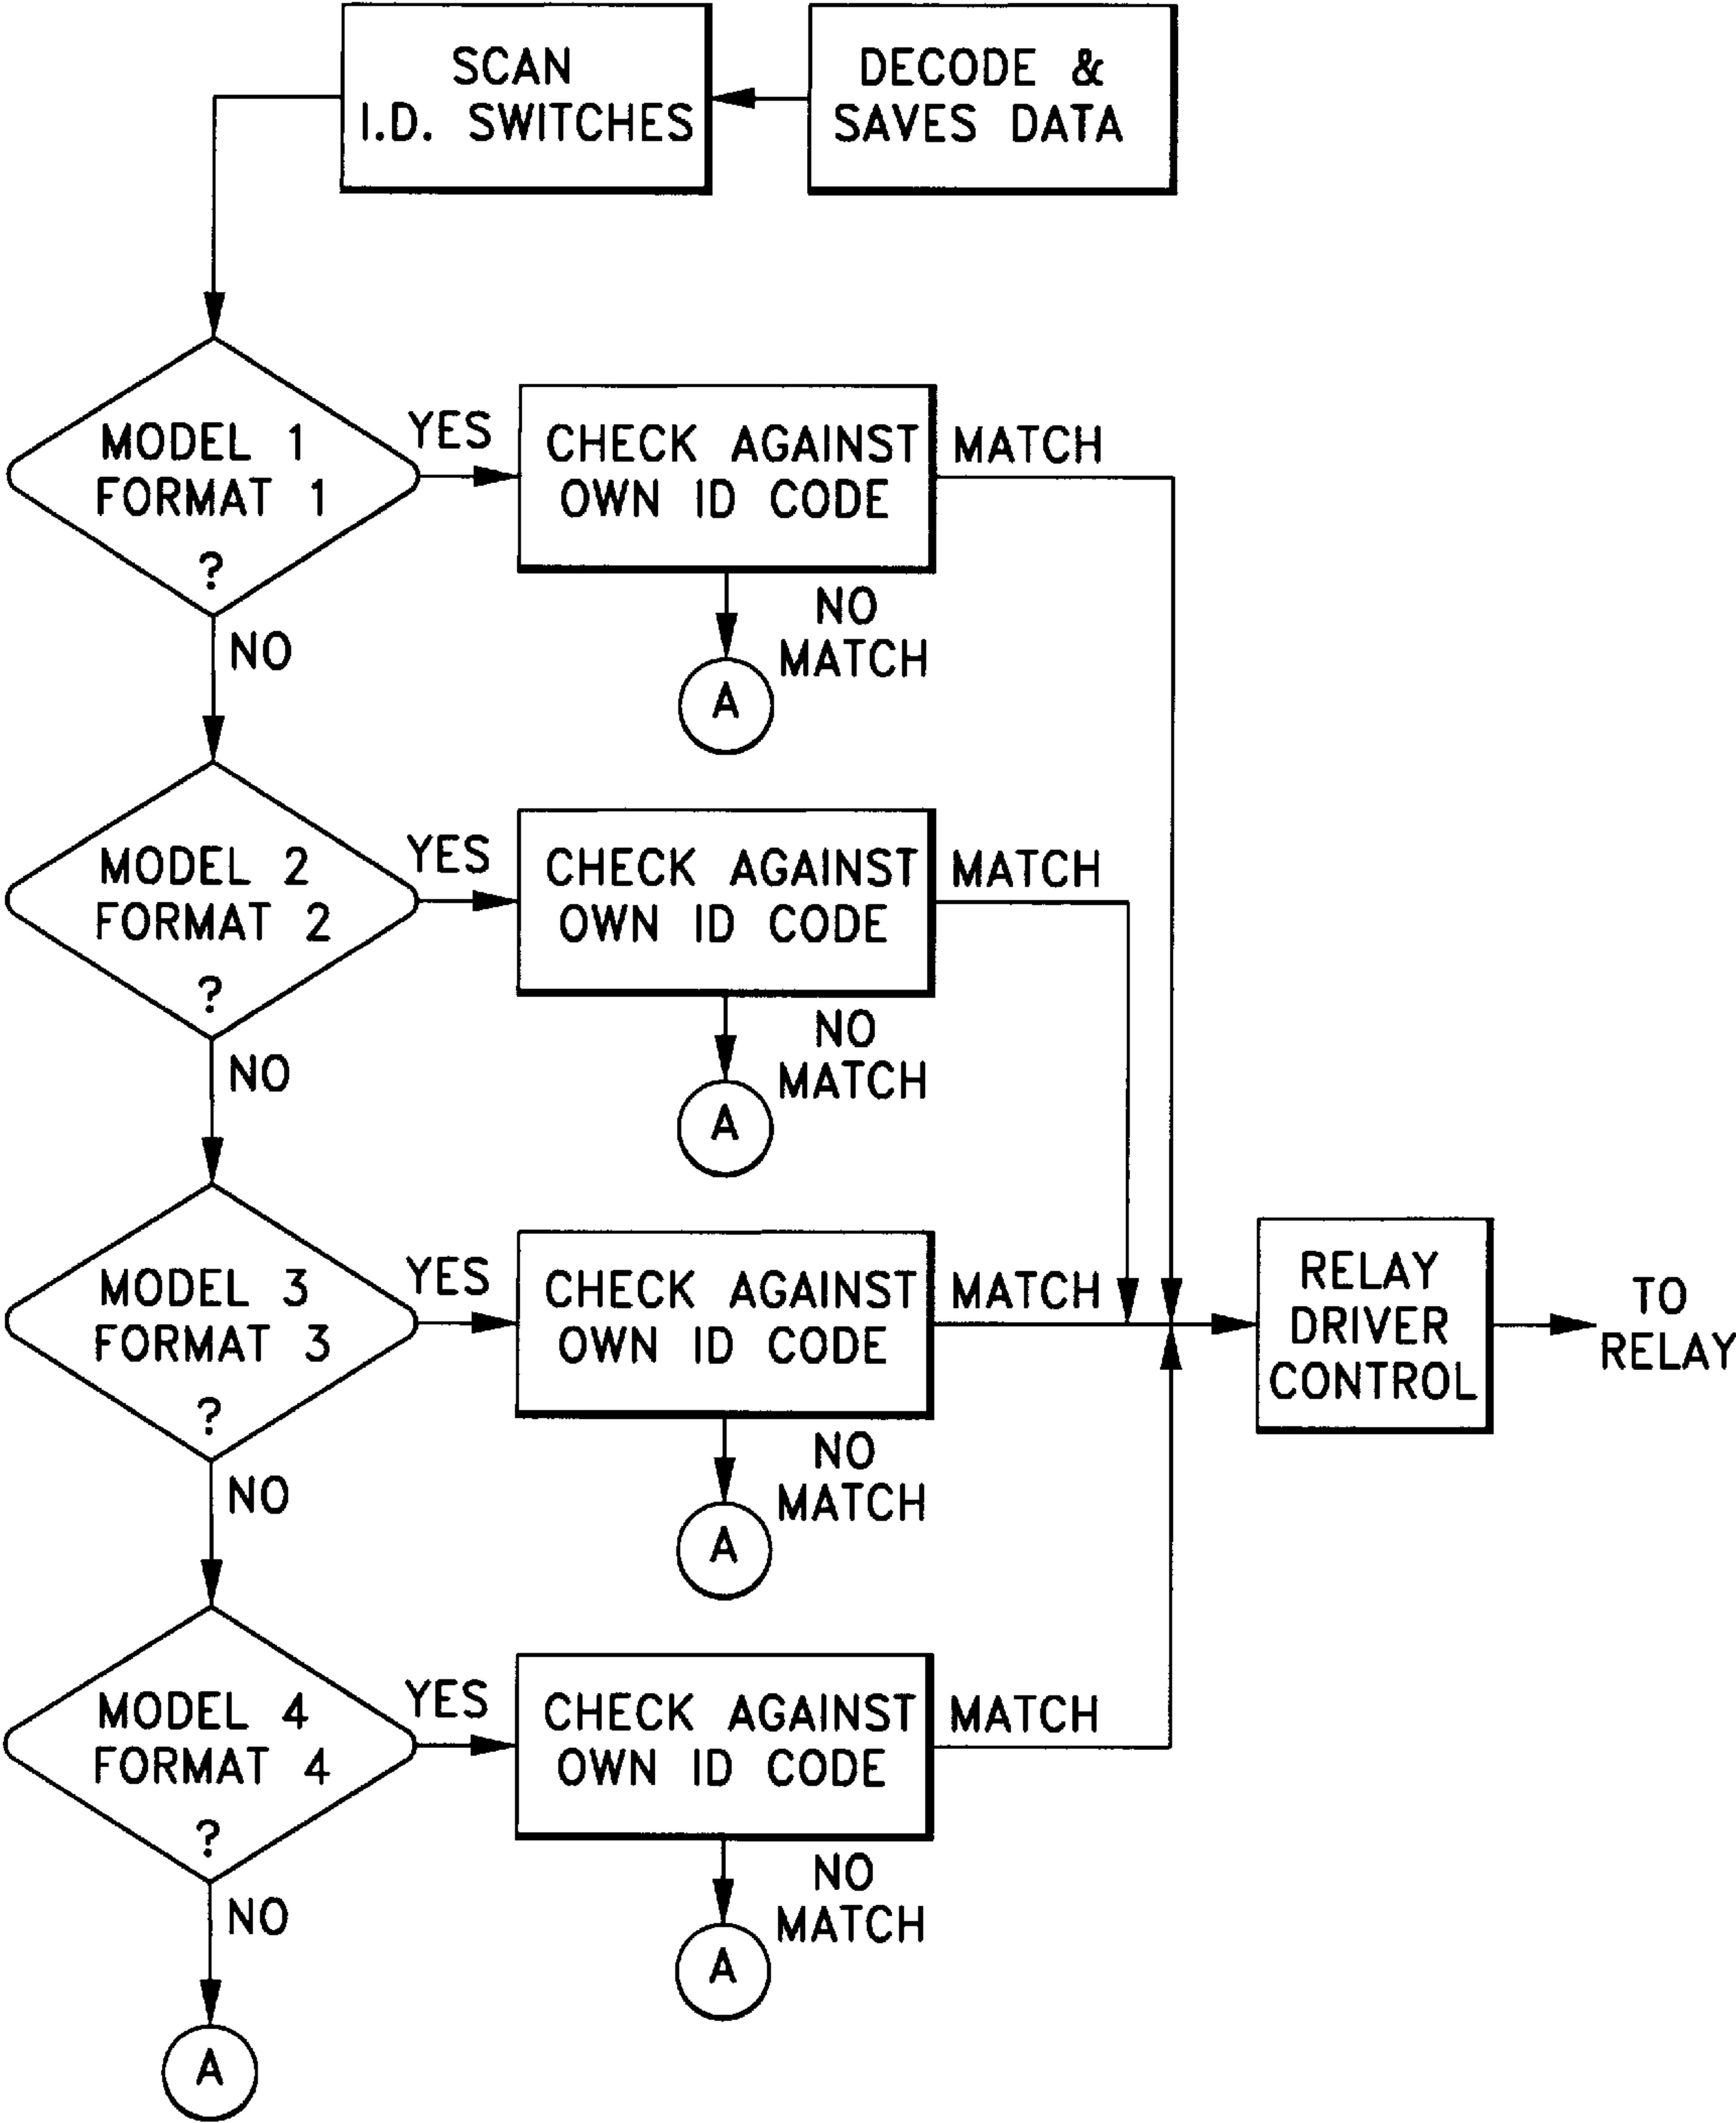 SCAN
I.D. SWITCHES
DECODE &
SAVES DATA
MODEL 1
FORMAT 1
?
YES
CHECK AGAINST
OWN ID CODE
MATCH
NO
MATCH
A
NO
MODEL 2
FORMAT 2
?
YES
CHECK AGAINST
OWN ID CODE
MATCH
NO
MATCH
A
NO
MODEL 3
FORMAT 3
?
YES
CHECK AGAINST
OWN ID CODE
MATCH
NO
MATCH
A
RELAY
DRIVER
CONTROL
TO
RELAY
NO
MODEL 4
FORMAT 4
?
YES
CHECK AGAINST
OWN ID CODE
MATCH
NO
MATCH
A
NO
A